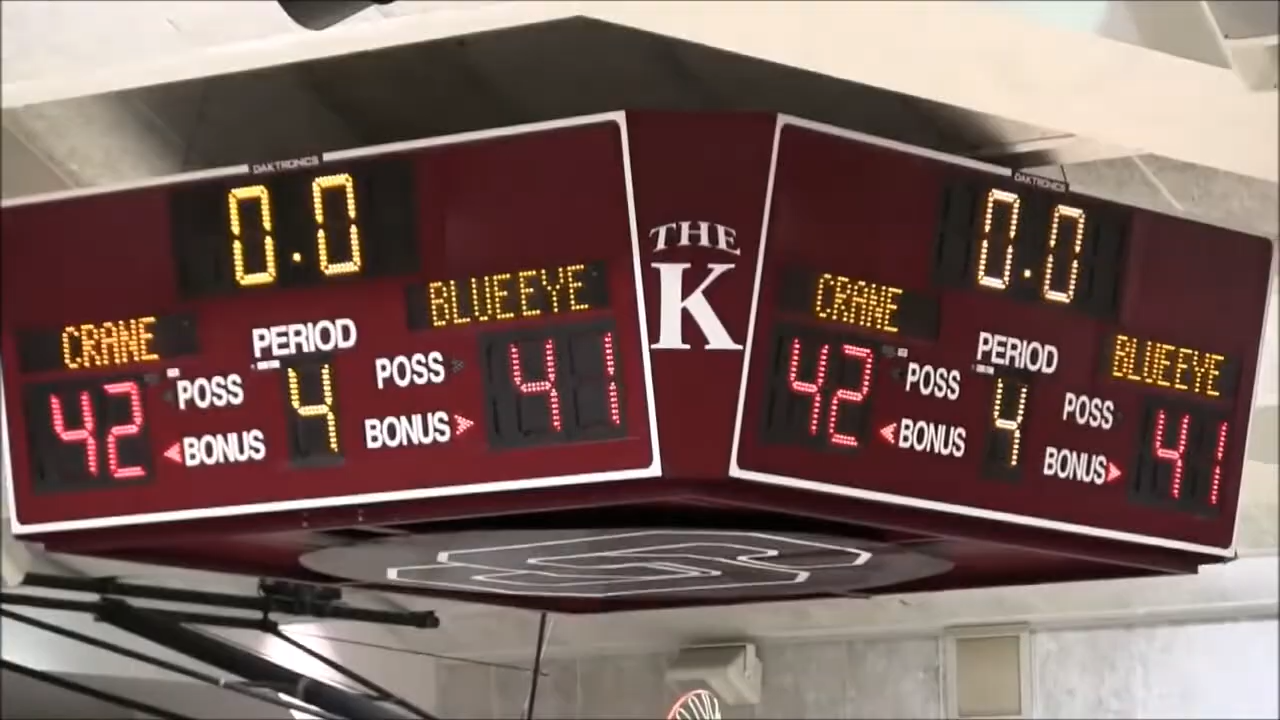 DAKTRONICS
0.0
CRANE
PERIOD
BLUEEYE
42
POSS
4
POSS
41
BONUS
BONUS
THE
K
DAKTRONICS
0.0
CRANE
PERIOD
BLUEEYE
42
POSS
4
POSS
41
BONUS
BONUS